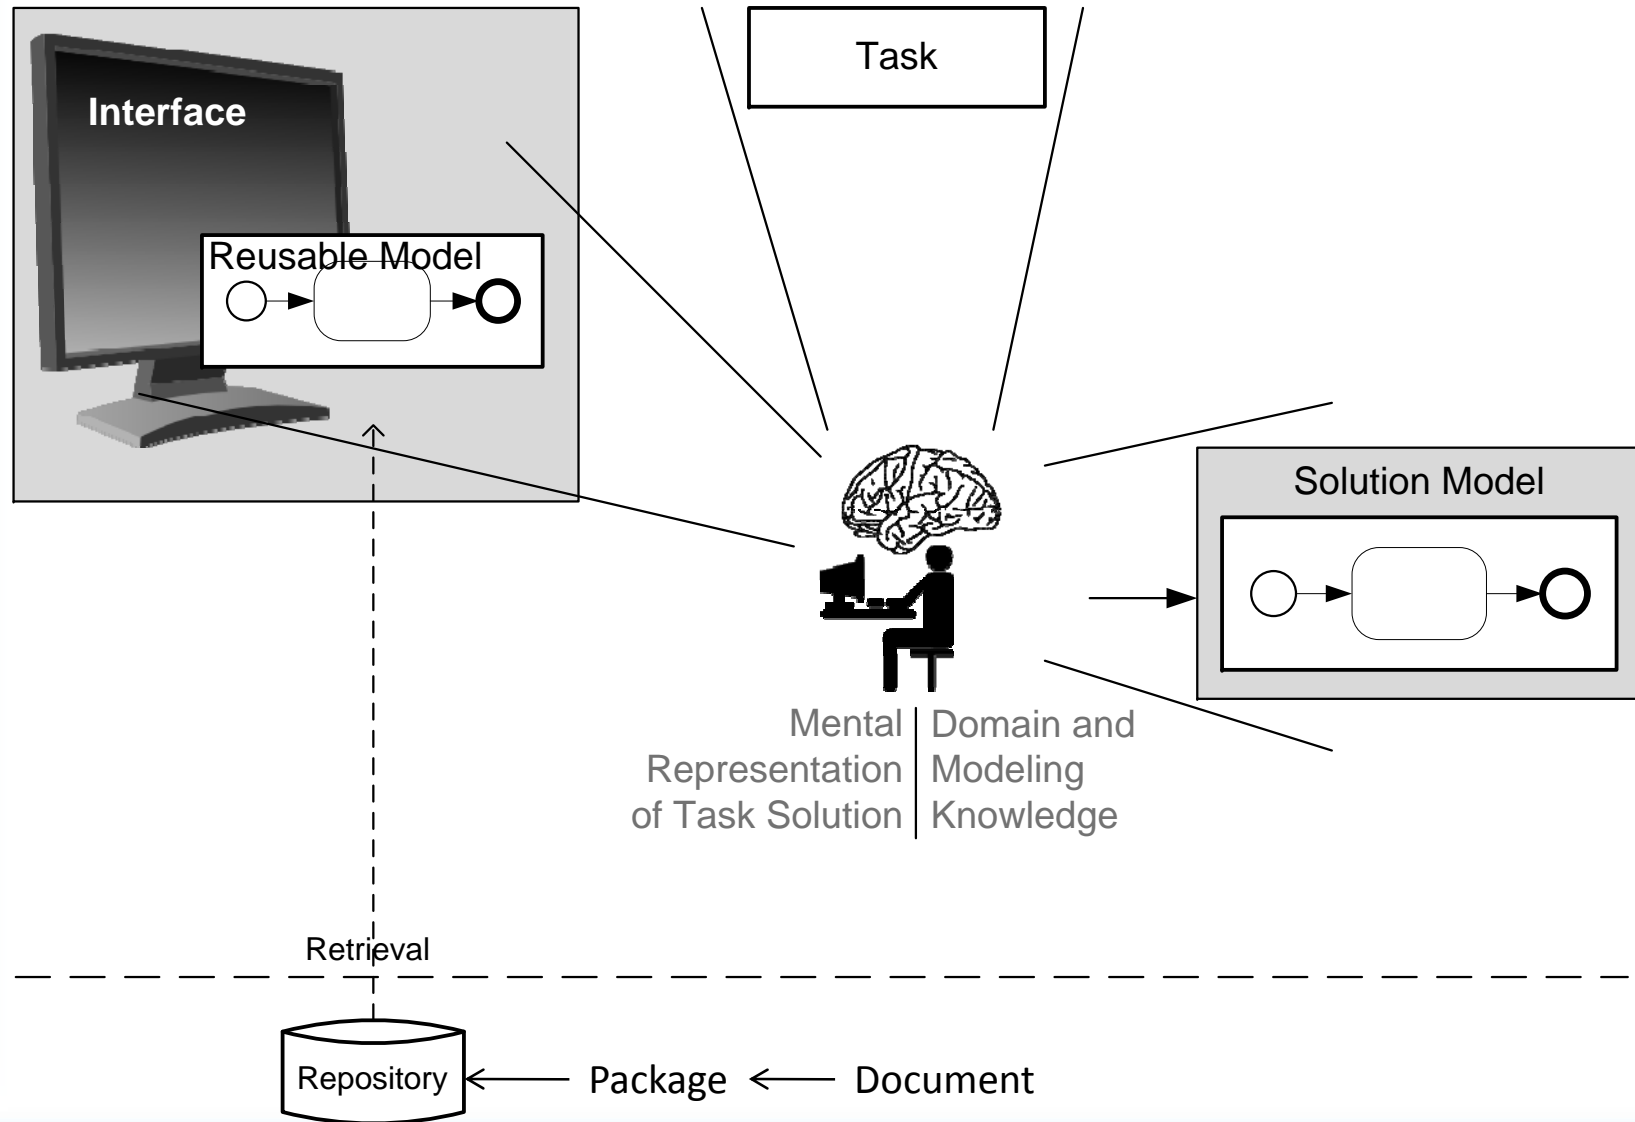 Task
Interface
Reusable Model
Solution Model
Mental
Representation
of Task Solution
Domain and
Modeling
Knowledge
Retrieval
Repository
Package
Document